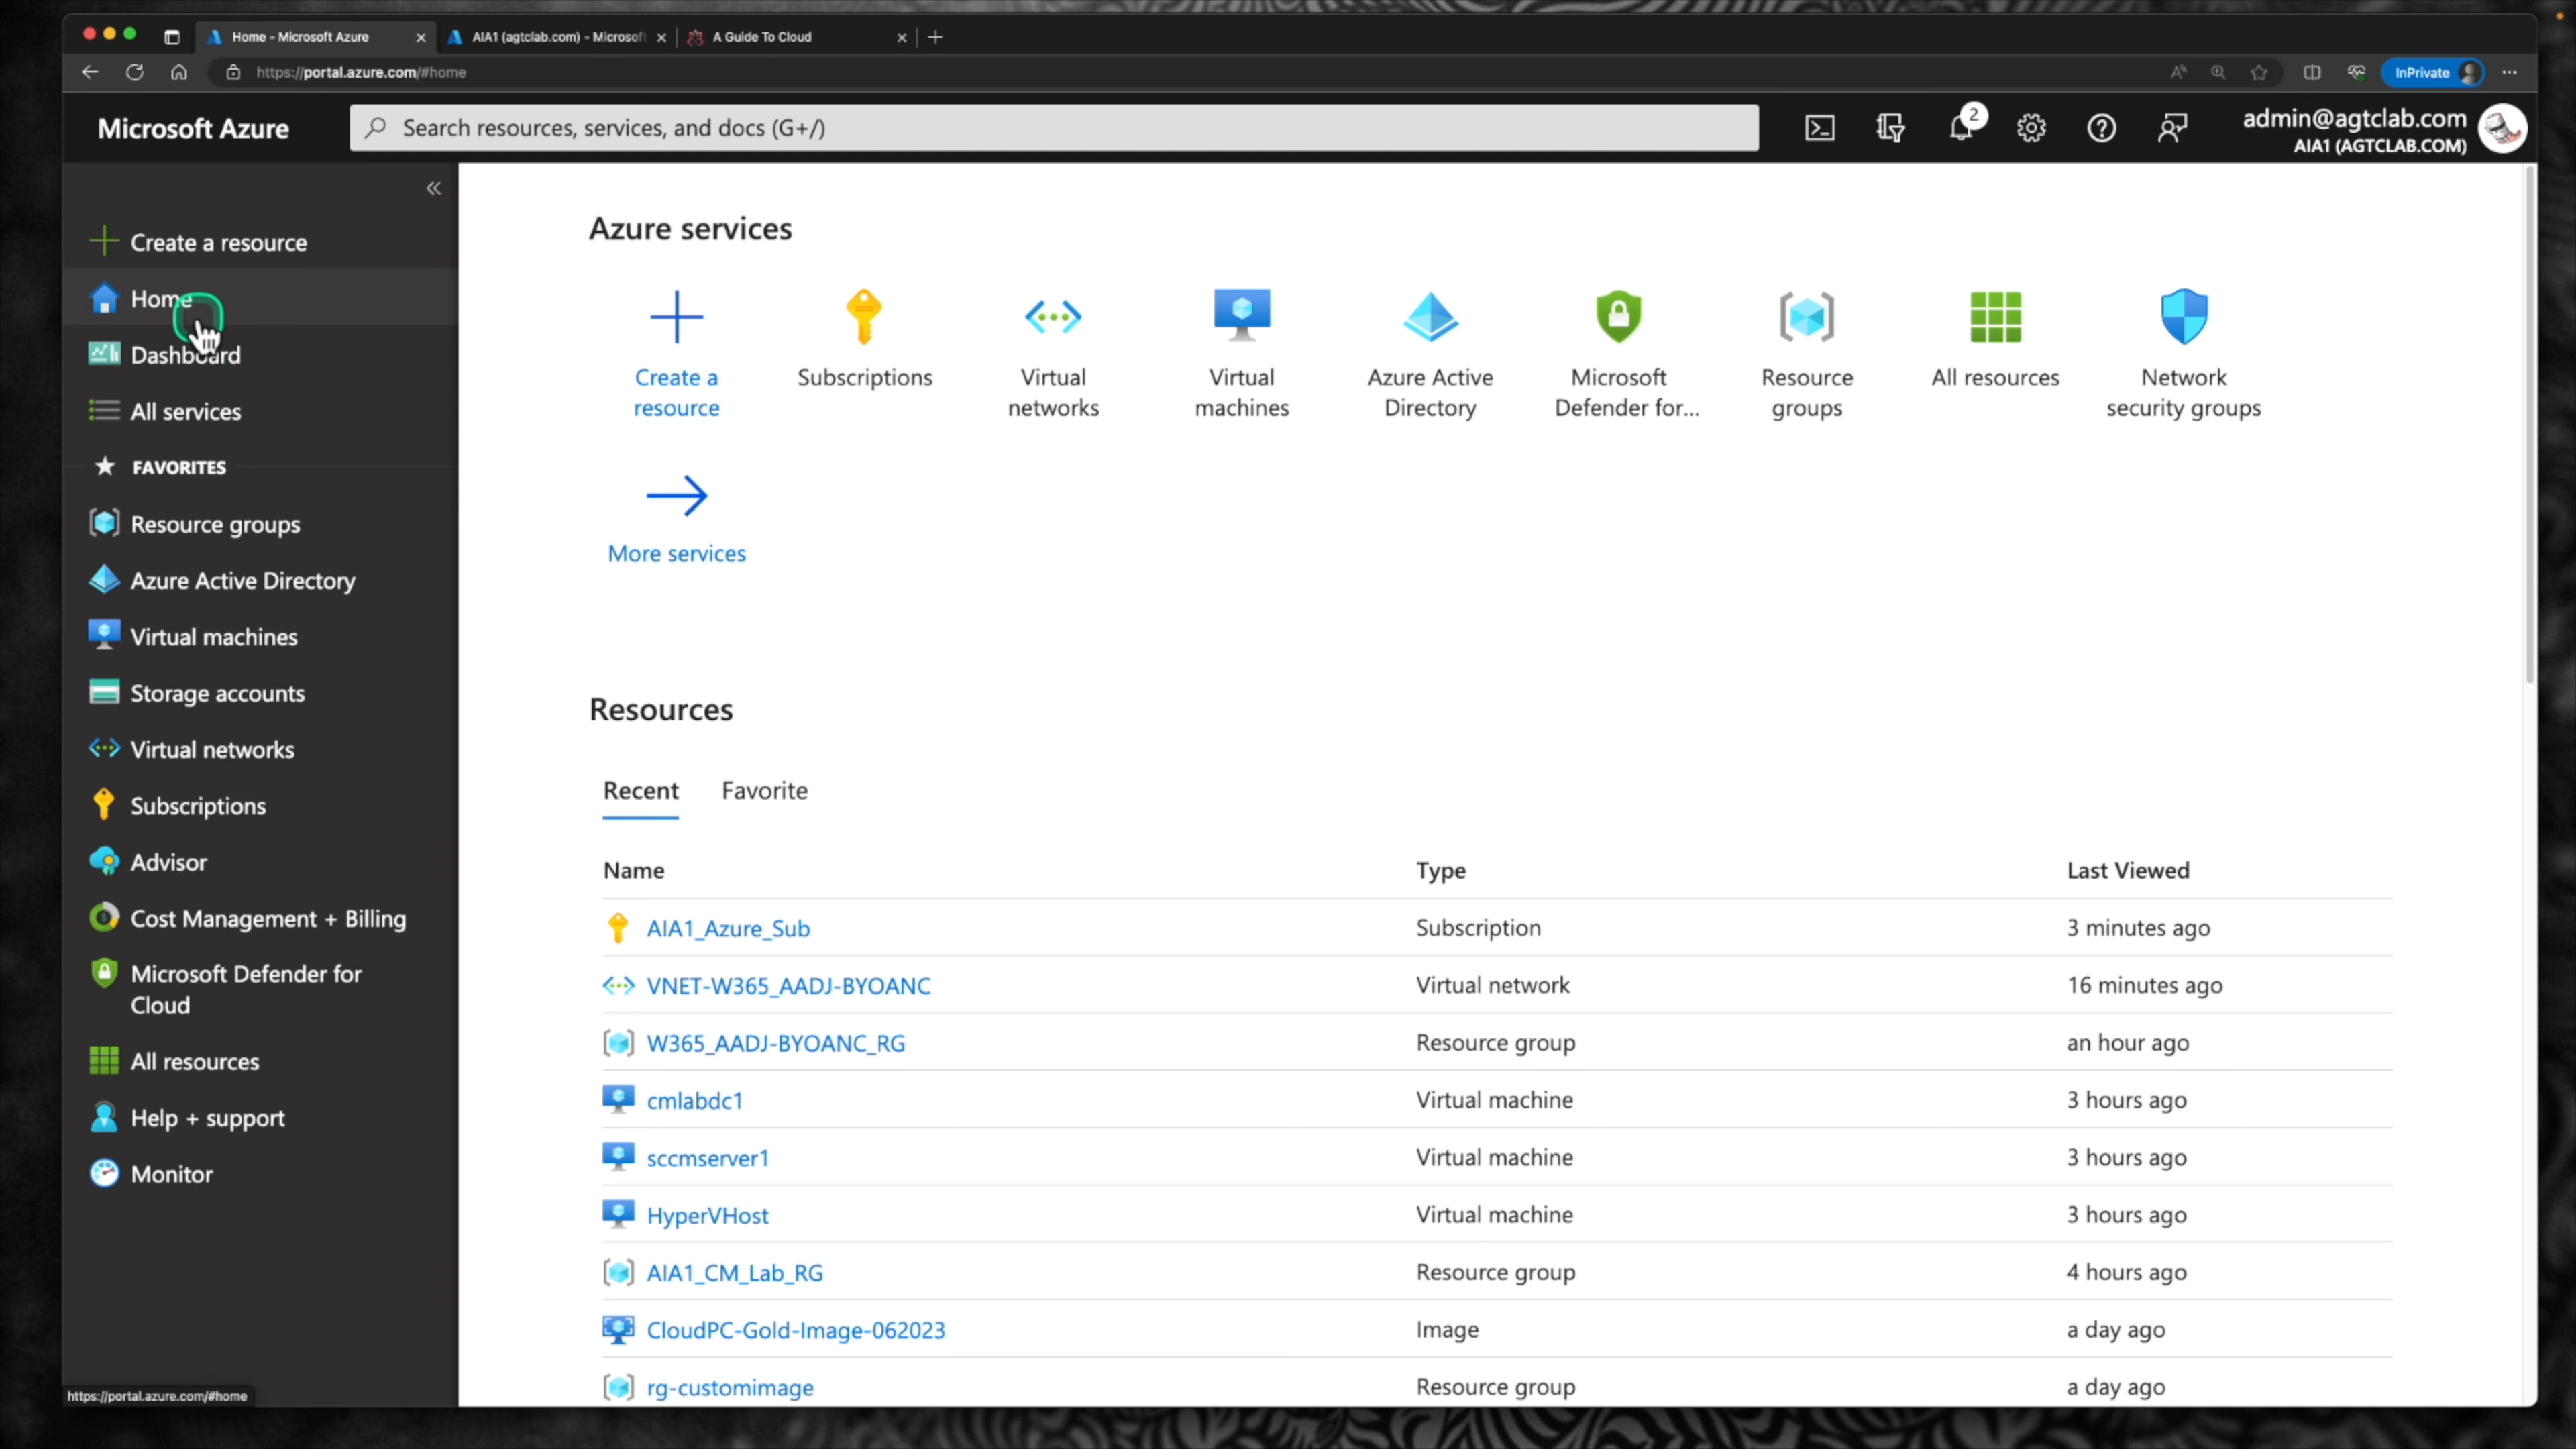 Home - Microsoft Azure
AIA1 (agtclab.com) - Microsoft
A Guide To Cloud
https://portal.azure.com/#home
InPrivate
Microsoft Azure
Search resources, services, and docs (G+/)
2
admin@agtclab.com
AIA1 (AGTCLAB.COM)
Create a resource
Home
Dashboard
All services
FAVORITES
Resource groups
Azure Active Directory
Virtual machines
Storage accounts
Virtual networks
Subscriptions
Advisor
Cost Management + Billing
Microsoft Defender for
Cloud
All resources
Help + support
Monitor
https://portal.azure.com/#home
Azure services
Create a
resource
Subscriptions
Virtual
networks
Virtual
machines
Azure Active
Directory
Microsoft
Defender for...
Resource
groups
All resources
Network
security groups
More services
Resources
Recent Favorite
Name Type Last Viewed
AIA1_Azure_Sub Subscription 3 minutes ago
VNET-W365_AADJ-BYOANC Virtual network 16 minutes ago
W365_AADJ-BYOANC_RG Resource group an hour ago
cmlabdc1 Virtual machine 3 hours ago
sccmserver1 Virtual machine 3 hours ago
HyperVHost Virtual machine 3 hours ago
AIA1_CM_Lab_RG Resource group 4 hours ago
CloudPC-Gold-Image-062023 Image a day ago
rg-customimage Resource group a day ago